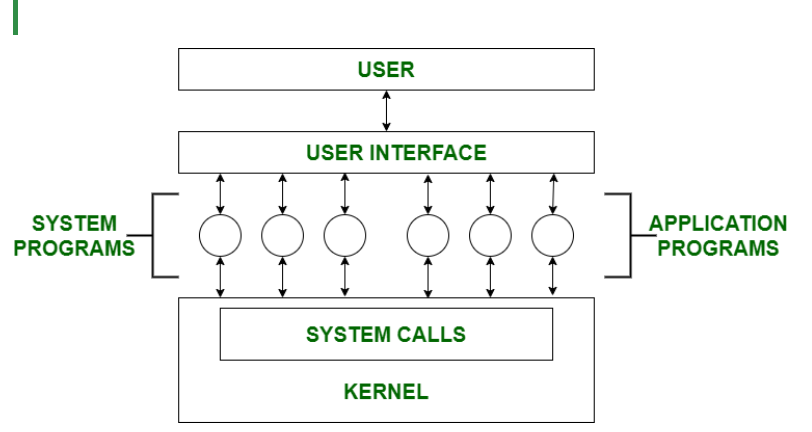 USER
USER INTERFACE
SYSTEM
PROGRAMS
APPLICATION
PROGRAMS
SYSTEM CALLS
KERNEL